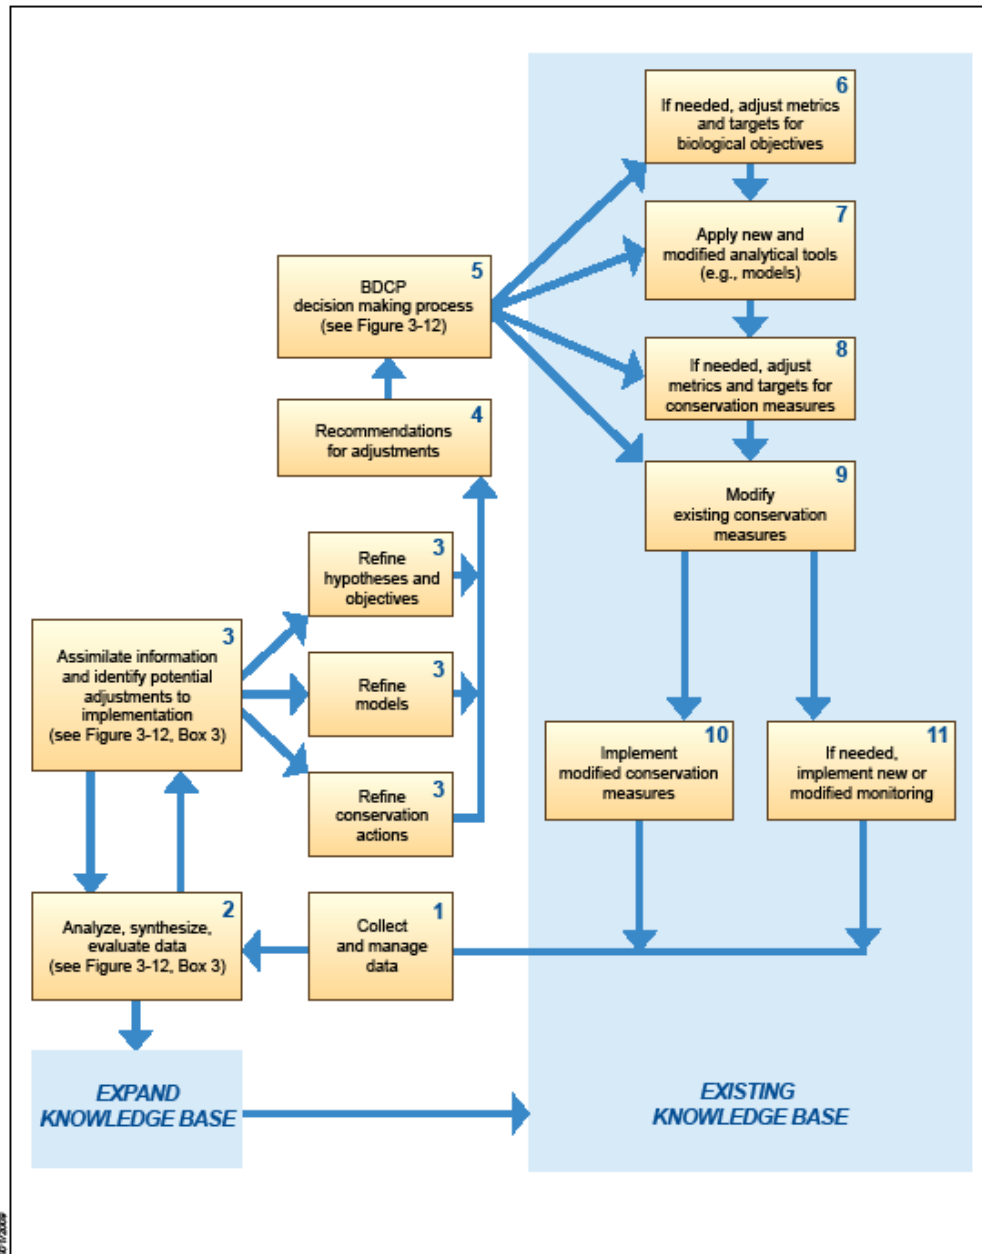 6
If needed, adjust metrics
and targets for
biological objectives
7
Apply new and
modified analytical tools
(e.g., models)
5
BDCP
decision making process
(see Figure 3-12)
8
If needed, adjust
metrics and targets for
conservation measures
4
Recommendations
for adjustments
9
Modify
existing conservation
measures
3
Refine
hypotheses and
objectives
3
Assimilate information
and identify potential
adjustments to
implementation
(see Figure 3-12, Box 3)
3
Refine
models
3
Refine
conservation
actions
10
Implement
modified conservation
measures
11
If needed,
implement new or
modified monitoring
2
Analyze, synthesize,
evaluate data
(see Figure 3-12, Box 3)
1
Collect
and manage
data
EXPAND
KNOWLEDGE BASE
EXISTING
KNOWLEDGE BASE